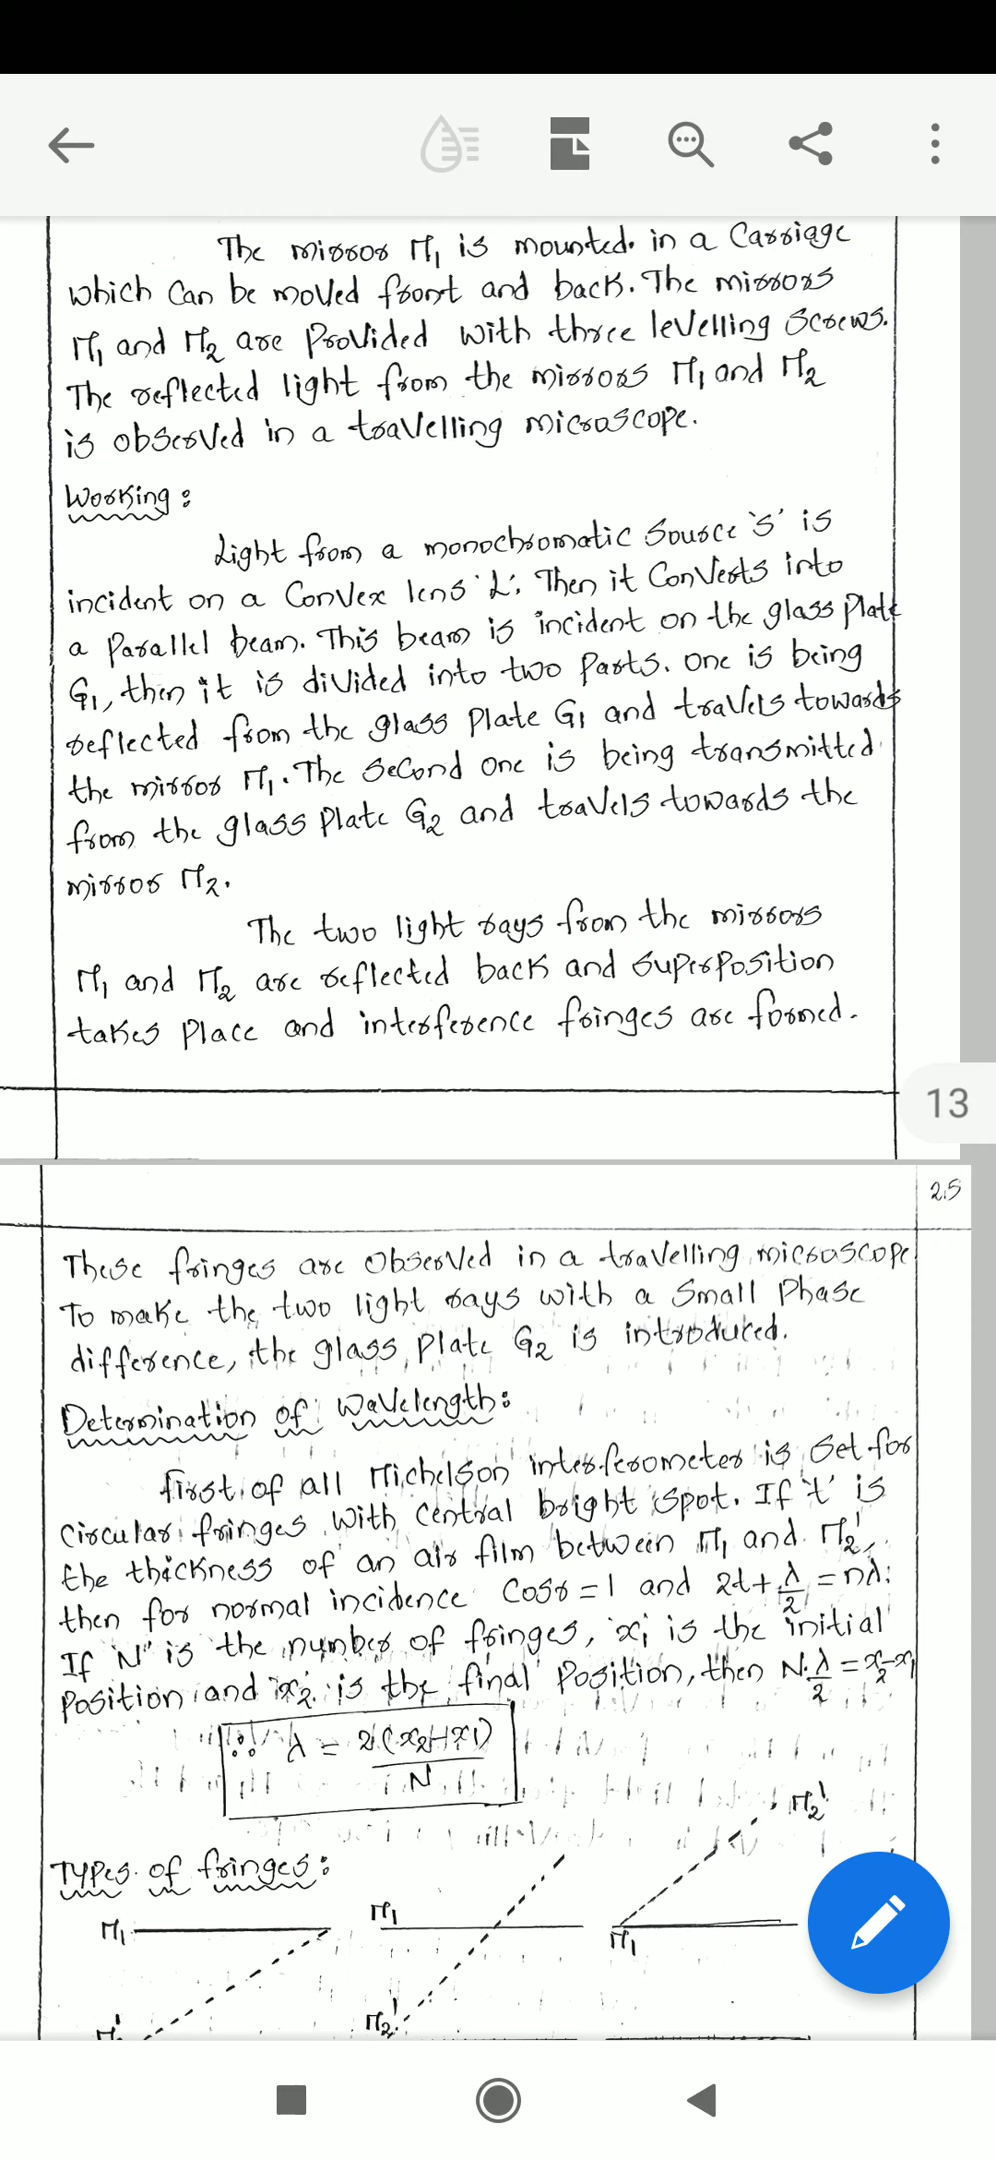 The mirror M₁ is mounted in a Carriage
which Can be moved front and back. The mirrors
M₁ and M₂ are Provided with three levelling Screws.
The reflected light from the mirrors M₁ and M₂
is observed in a travelling microscope.
Working:
Light from a monochromatic Source 's' is
incident on a Convex lens 'L'. Then it Converts into
a Parallel beam. This beam is incident on the glass Plate
G₁, then it is divided into two Parts. One is being
reflected from the glass Plate G₁ and travels towards
the mirror M₁. The Second one is being transmitted
from the glass Plate G₂ and travels towards the
mirror M₂.
The two light rays from the mirrors
M₁ and M₂ are reflected back and SuperPosition
takes Place and interference fringes are formed.
13
25
These fringes are Observed in a travelling microscope
To make the two light rays with a Small Phase
difference, the glass Plate G₂ is introduced.
Determination of Wavelength:
first of all Michelson interferometer is Set for
Circular fringes with Central bright Spot. If 't' is
the thickness of an air film between M₁ and M₂',
then for normal incidence Cosr = 1 and 2t + λ/2 = nλ.
If 'N' is the number of fringes, x₁ is the initial
Position and x₂ is the final Position, then N.λ/2 = x₂-x₁
∴ λ = 2(x₂-x₁)/N
M₂'
Types of fringes:
M₁ M₁ M₁
M₂'